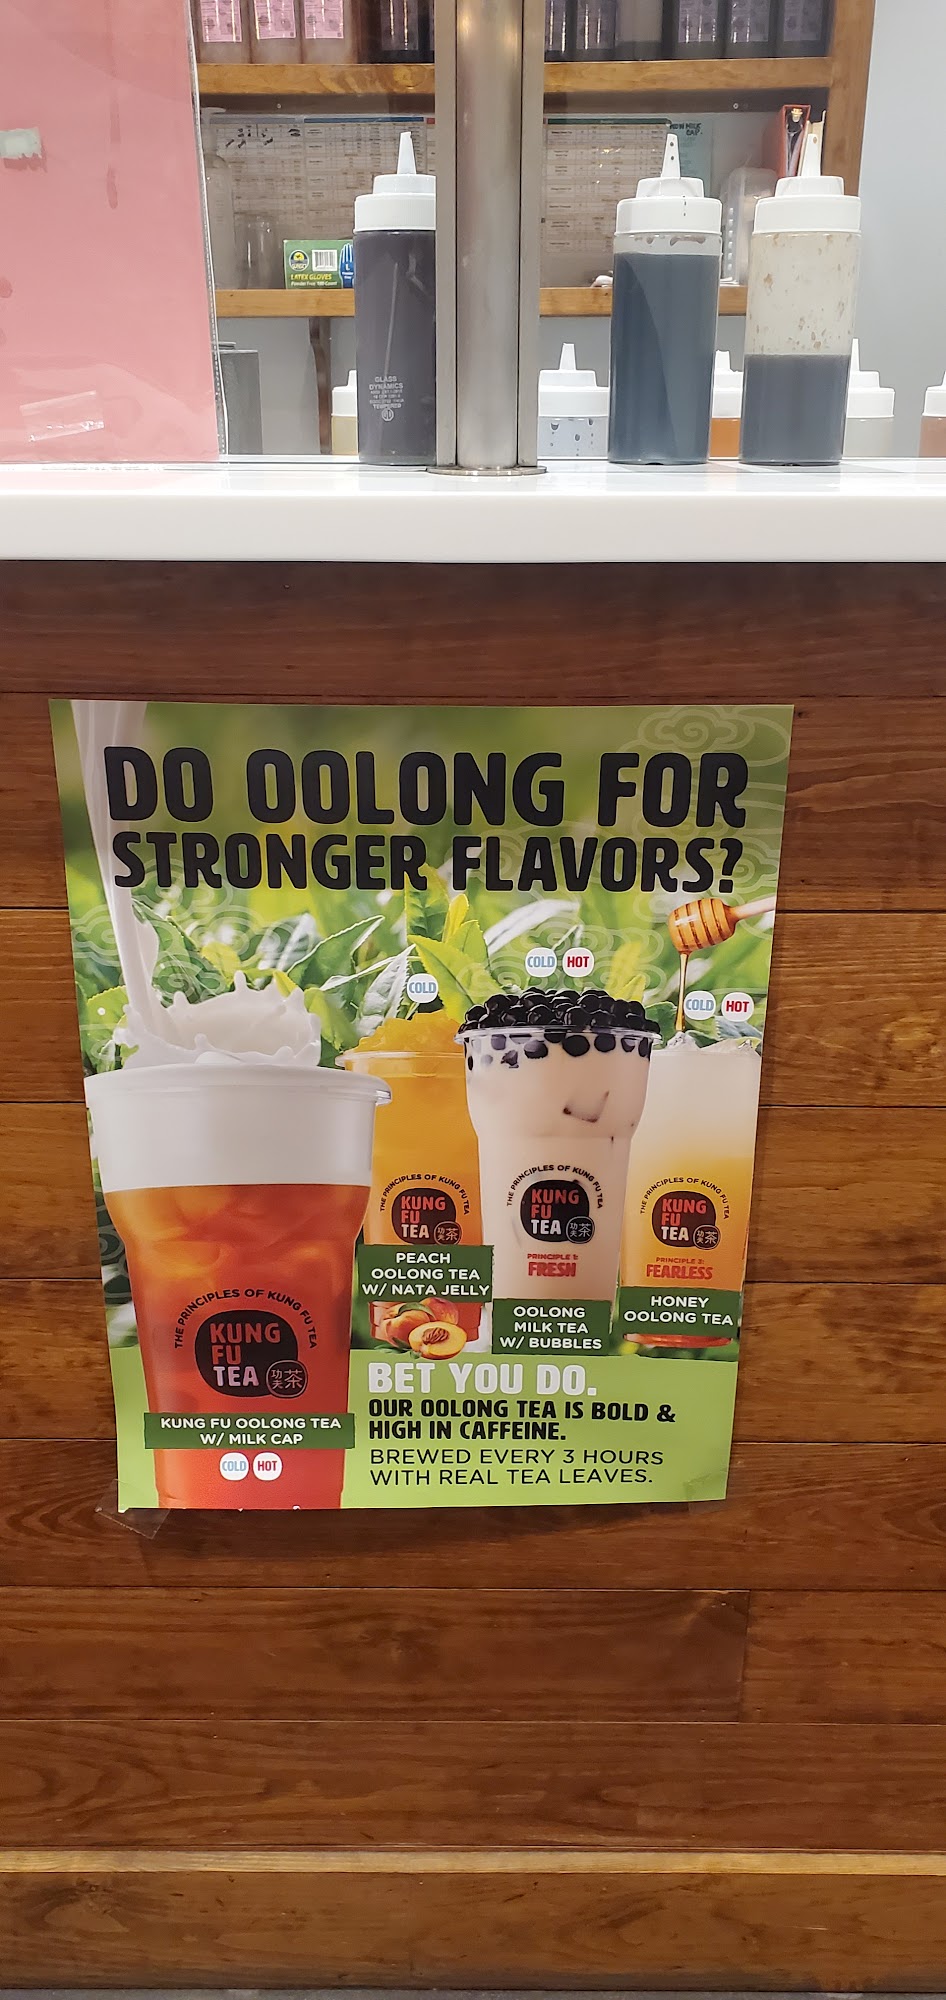 LATEX GLOVES
GLASS
DYNAMICS
DO OOLONG FOR
STRONGER FLAVORS?
COLD HOT
COLD
COLD HOT
THE PRINCIPLES OF KUNG FU TEA
KUNG
FU
TEA 功夫茶
PEACH
OOLONG TEA
W/ NATA JELLY
THE PRINCIPLES OF KUNG FU TEA
KUNG
FU
TEA 功夫茶
PRINCIPLE 1:
FRESH
OOLONG
MILK TEA
W/ BUBBLES
THE PRINCIPLES OF KUNG FU TEA
KUNG
FU
TEA 功夫茶
PRINCIPLE 2:
FEARLESS
HONEY
OOLONG TEA
THE PRINCIPLES OF KUNG FU TEA
KUNG
FU
TEA 功夫茶
KUNG FU OOLONG TEA
W/ MILK CAP
COLD HOT
BET YOU DO.
OUR OOLONG TEA IS BOLD &
HIGH IN CAFFEINE.
BREWED EVERY 3 HOURS
WITH REAL TEA LEAVES.